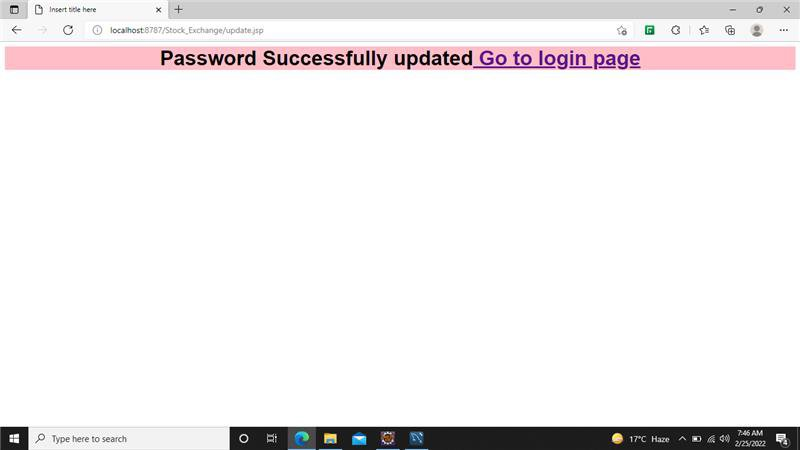 Insert title here
localhost:8787/Stock_Exchange/update.jsp
Password Successfully updated Go to login page
Type here to search
17°C Haze
7:46 AM
2/25/2022
4